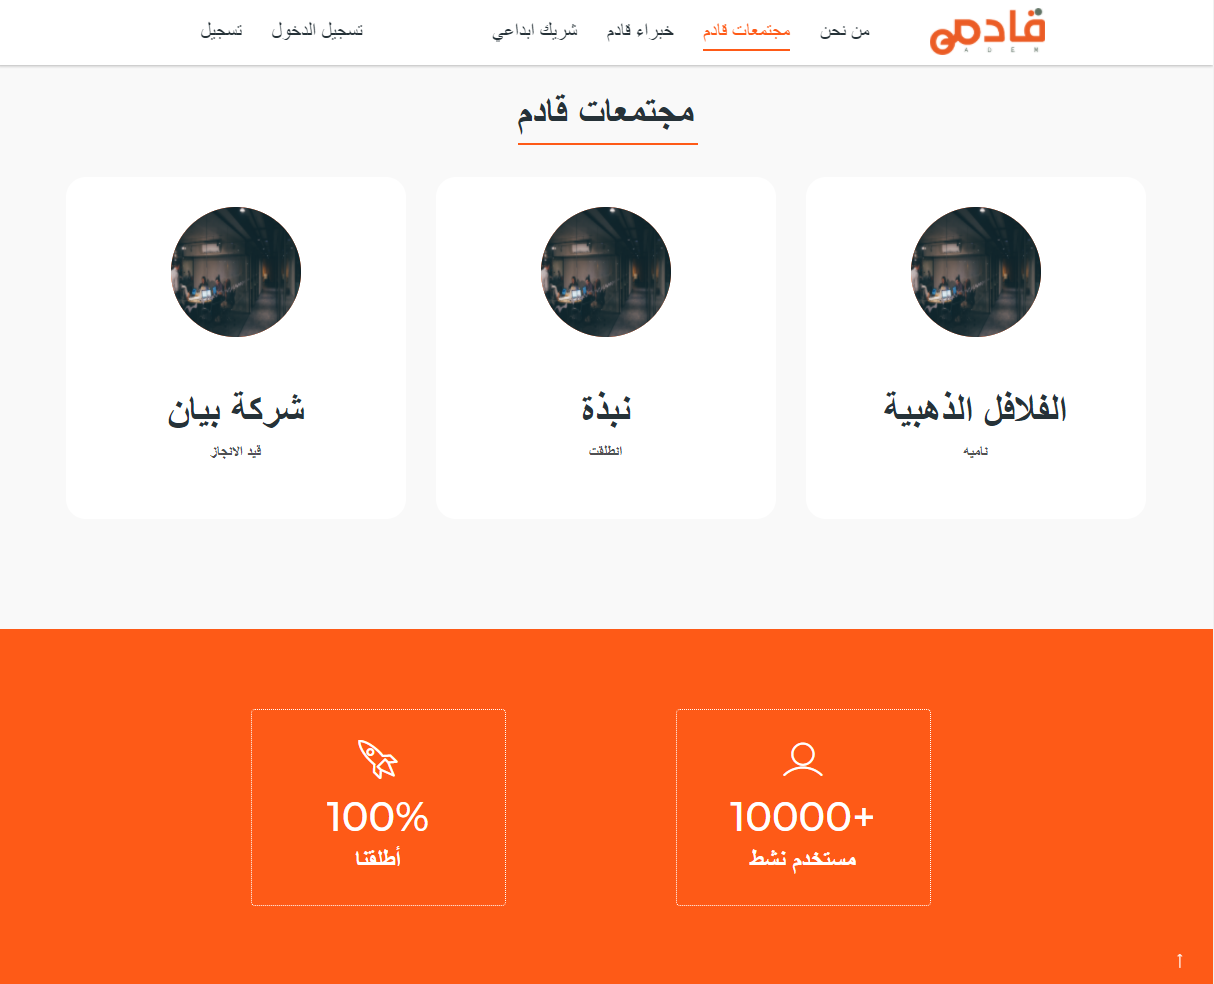 قادم
ADEM
من نحن
مجتمعات قادم
خبراء قادم
شريك ابداعي
تسجيل الدخول
تسجيل
مجتمعات قادم
الفلافل الذهبية
ناميه
نبذة
انطلقت
شركة بيان
قيد الانجاز
10000+
مستخدم نشط
100%
أطلقنا
↑